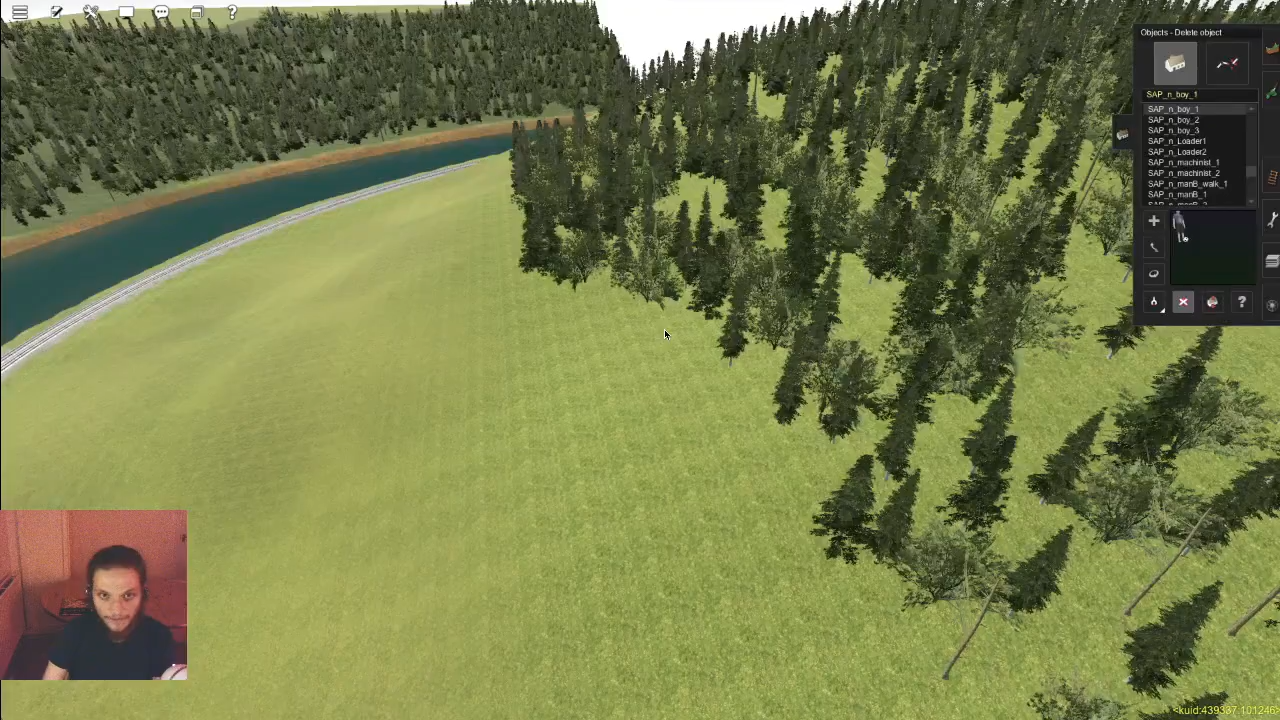 Objects - Delete object
SAP_n_boy_1
SAP_n_boy_1
SAP_n_boy_2
SAP_n_boy_3
SAP_n_Loader1
SAP_n_Loader2
SAP_n_machinist_1
SAP_n_machinist_2
SAP_n_manB_walk_1
SAP_n_manB_1
<kuid:439337:101246>